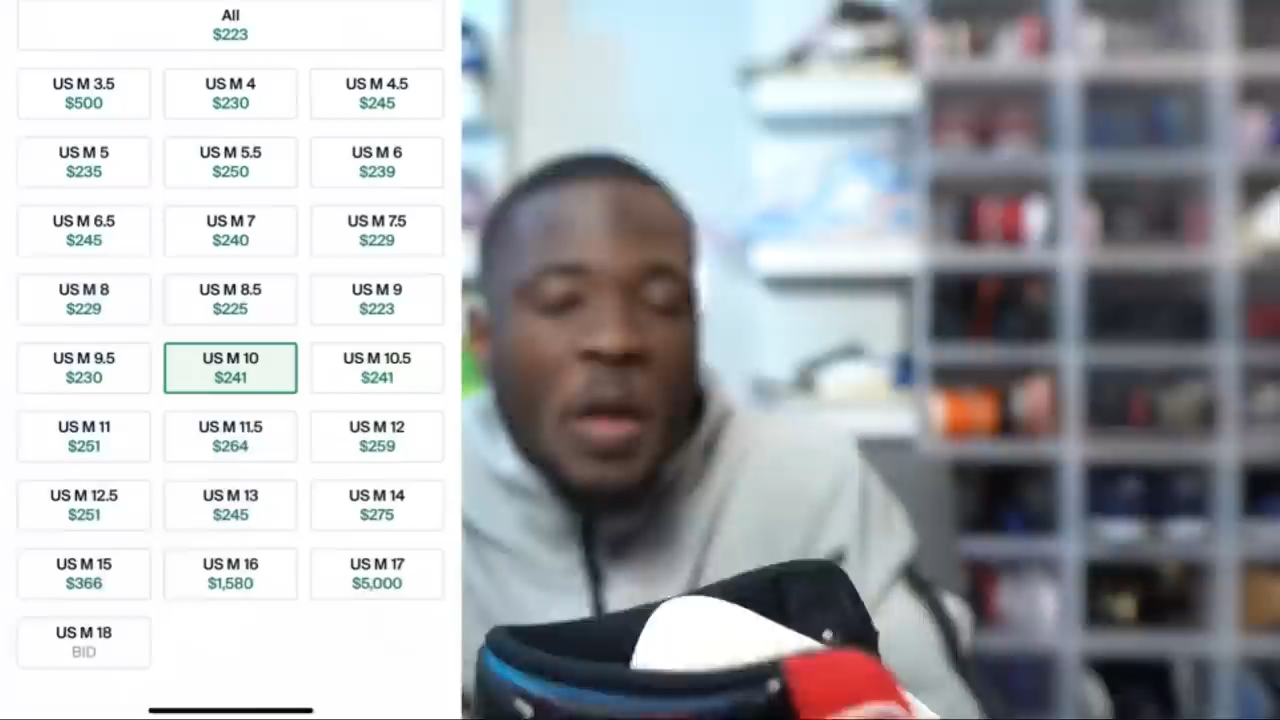 All
$223
US M 3.5
$500
US M 4
$230
US M 4.5
$245
US M 5
$235
US M 5.5
$250
US M 6
$239
US M 6.5
$245
US M 7
$240
US M 7.5
$229
US M 8
$229
US M 8.5
$225
US M 9
$223
US M 9.5
$230
US M 10
$241
US M 10.5
$241
US M 11
$251
US M 11.5
$264
US M 12
$259
US M 12.5
$251
US M 13
$245
US M 14
$275
US M 15
$366
US M 16
$1,580
US M 17
$5,000
US M 18
BID